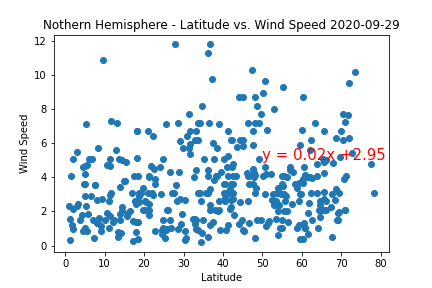 Nothern Hemisphere - Latitude vs. Wind Speed 2020-09-29
12
10
8
6
4
2
0
Wind Speed
y = 0.02x +2.95
0 10 20 30 40 50 60 70 80
Latitude